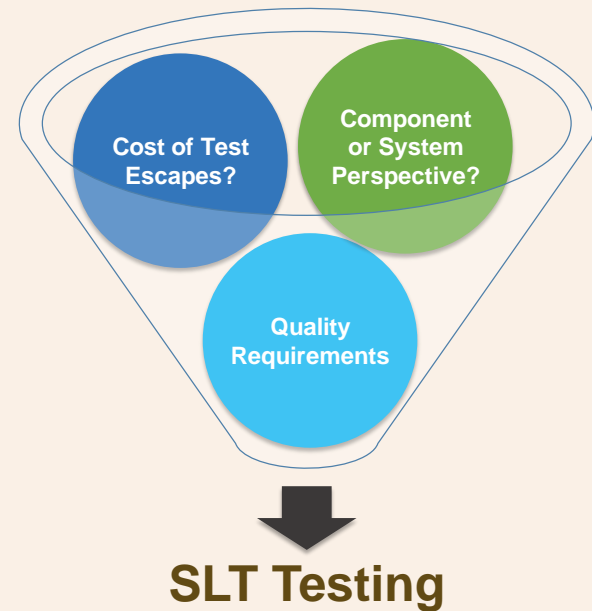 Cost of Test
Escapes?
Component
or System
Perspective?
Quality
Requirements
SLT Testing